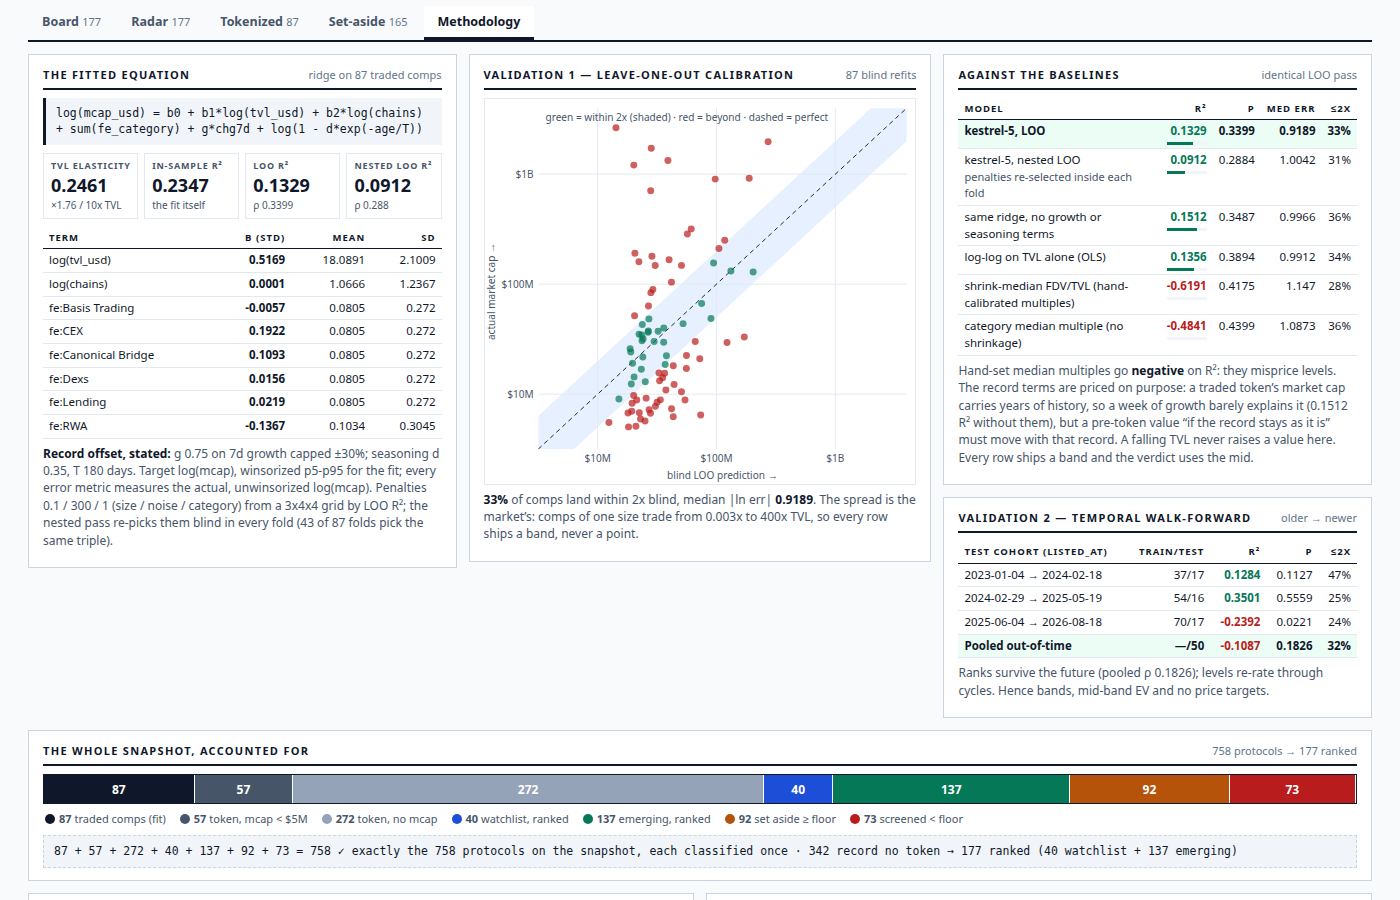 Board 177 Radar 177 Tokenized 87 Set-aside 165 Methodology
THE FITTED EQUATION ridge on 87 traded comps
log(mcap_usd) = b0 + b1*log(tvl_usd) + b2*log(chains)
+ sum(fe_category) + g*chg7d + log(1 - d*exp(-age/T))
TVL ELASTICITY IN-SAMPLE R² LOO R² NESTED LOO R²
0.2461 0.2347 0.1329 0.0912
×1.76 / 10x TVL the fit itself ρ 0.3399 ρ 0.288
TERM B (STD) MEAN SD
log(tvl_usd) 0.5169 18.0891 2.1009
log(chains) 0.0001 1.0666 1.2367
fe:Basis Trading -0.0057 0.0805 0.272
fe:CEX 0.1922 0.0805 0.272
fe:Canonical Bridge 0.1093 0.0805 0.272
fe:Dexs 0.0156 0.0805 0.272
fe:Lending 0.0219 0.0805 0.272
fe:RWA -0.1367 0.1034 0.3045
Record offset, stated: g 0.75 on 7d growth capped ±30%; seasoning d
0.35, T 180 days. Target log(mcap), winsorized p5-p95 for the fit; every
error metric measures the actual, unwinsorized log(mcap). Penalties
0.1 / 300 / 1 (size / noise / category) from a 3x4x4 grid by LOO R²; the
nested pass re-picks them blind in every fold (43 of 87 folds pick the
same triple).
VALIDATION 1 — LEAVE-ONE-OUT CALIBRATION 87 blind refits
green = within 2x (shaded) · red = beyond · dashed = perfect
$1B
$100M
$10M
actual market cap →
$10M $100M $1B
blind LOO prediction →
33% of comps land within 2x blind, median |ln err| 0.9189. The spread is the
market's: comps of one size trade from 0.003x to 400x TVL, so every row
ships a band, never a point.
AGAINST THE BASELINES identical LOO pass
MODEL R² Ρ MED ERR ≤2X
kestrel-5, LOO 0.1329 0.3399 0.9189 33%
kestrel-5, nested LOO 0.0912 0.2884 1.0042 31%
penalties re-selected inside each
fold
same ridge, no growth or 0.1512 0.3487 0.9966 36%
seasoning terms
log-log on TVL alone (OLS) 0.1356 0.3894 0.9912 34%
shrink-median FDV/TVL (hand- -0.6191 0.4175 1.147 28%
calibrated multiples)
category median multiple (no -0.4841 0.4399 1.0873 36%
shrinkage)
Hand-set median multiples go negative on R²: they misprice levels.
The record terms are priced on purpose: a traded token's market cap
carries years of history, so a week of growth barely explains it (0.1512
R² without them), but a pre-token value “if the record stays as it is”
must move with that record. A falling TVL never raises a value here.
Every row ships a band and the verdict uses the mid.
VALIDATION 2 — TEMPORAL WALK-FORWARD older → newer
TEST COHORT (LISTED_AT) TRAIN/TEST R² Ρ ≤2X
2023-01-04 → 2024-02-18 37/17 0.1284 0.1127 47%
2024-02-29 → 2025-05-19 54/16 0.3501 0.5559 25%
2025-06-04 → 2026-08-18 70/17 -0.2392 0.0221 24%
Pooled out-of-time —/50 -0.1087 0.1826 32%
Ranks survive the future (pooled ρ 0.1826); levels re-rate through
cycles. Hence bands, mid-band EV and no price targets.
THE WHOLE SNAPSHOT, ACCOUNTED FOR 758 protocols → 177 ranked
87 57 272 40 137 92 73
87 traded comps (fit) 57 token, mcap < $5M 272 token, no mcap 40 watchlist, ranked 137 emerging, ranked 92 set aside ≥ floor 73 screened < floor
87 + 57 + 272 + 40 + 137 + 92 + 73 = 758 ✓ exactly the 758 protocols on the snapshot, each classified once · 342 record no token → 177 ranked (40 watchlist + 137 emerging)